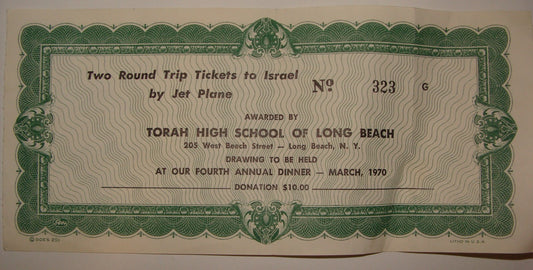 Two Round Trip Tickets to Israel
by Jet Plane
Nº 323 G
AWARDED BY
TORAH HIGH SCHOOL OF LONG BEACH
205 West Beech Street — Long Beach, N. Y.
DRAWING TO BE HELD
AT OUR FOURTH ANNUAL DINNER — MARCH, 1970
DONATION $10.00
LITHO IN U.S.A.